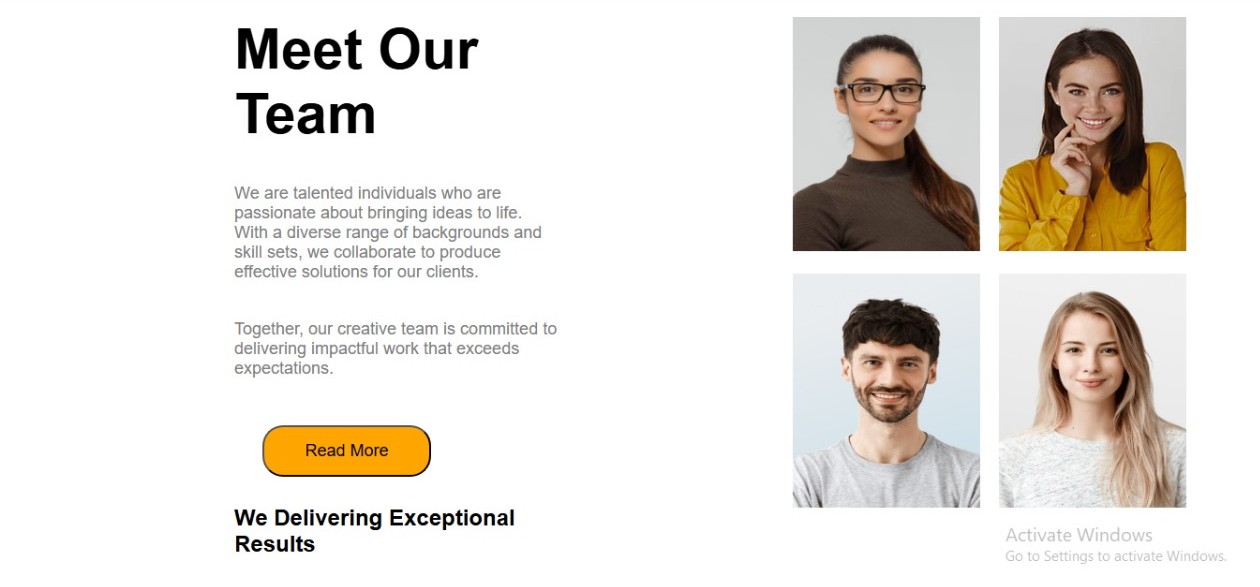 Meet Our
Team
We are talented individuals who are
passionate about bringing ideas to life.
With a diverse range of backgrounds and
skill sets, we collaborate to produce
effective solutions for our clients.
Together, our creative team is committed to
delivering impactful work that exceeds
expectations.
Read More
We Delivering Exceptional
Results
Activate Windows
Go to Settings to activate Windows.